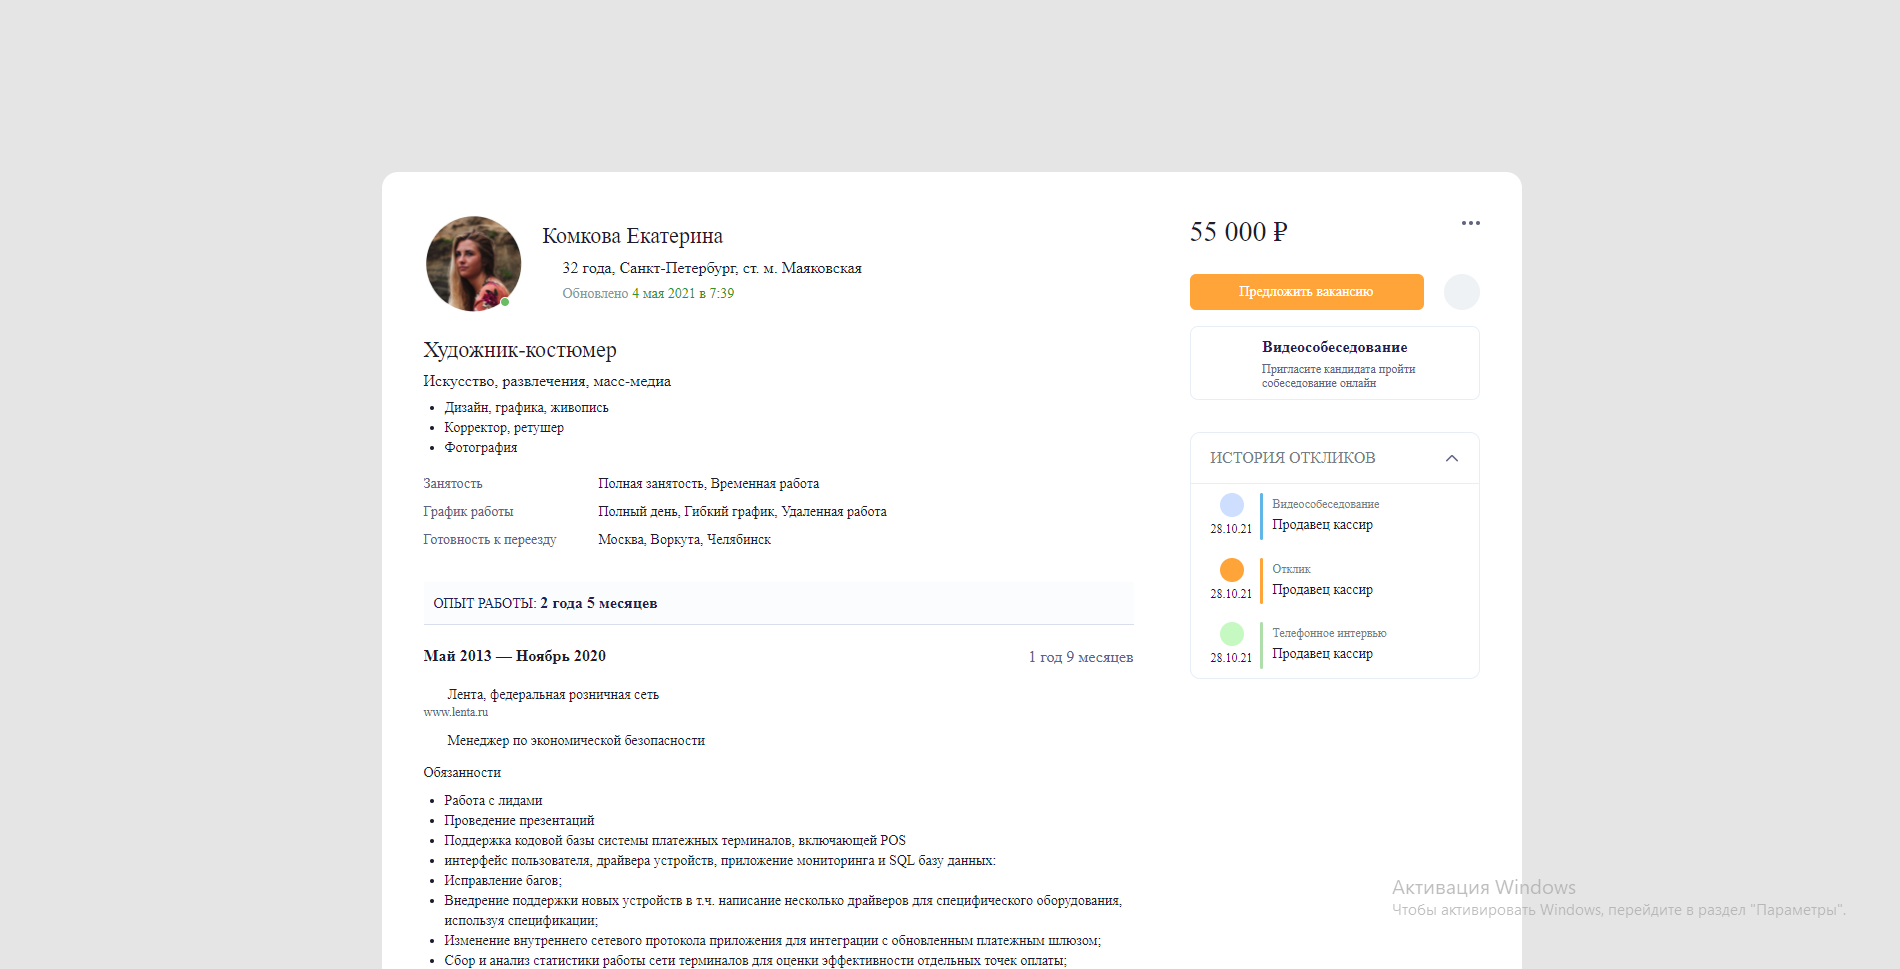 Комкова Екатерина
32 года, Санкт-Петербург, ст. м. Маяковская
Обновлено 4 мая 2021 в 7:39
Художник-костюмер
Искусство, развлечения, масс-медиа
Дизайн, графика, живопись
Корректор, ретушер
Фотография
Занятость Полная занятость, Временная работа
График работы Полный день, Гибкий график, Удаленная работа
Готовность к переезду Москва, Воркута, Челябинск
ОПЫТ РАБОТЫ: 2 года 5 месяцев
Май 2013 — Ноябрь 2020 1 год 9 месяцев
Лента, федеральная розничная сеть
www.lenta.ru
Менеджер по экономической безопасности
Обязанности
Работа с лидами
Проведение презентаций
Поддержка кодовой базы системы платежных терминалов, включающей POS
интерфейс пользователя, драйвера устройств, приложение мониторинга и SQL базу данных:
Исправление багов;
Внедрение поддержки новых устройств в т.ч. написание несколько драйверов для специфического оборудования,
используя спецификации;
Изменение внутреннего сетевого протокола приложения для интеграции с обновленным платежным шлюзом;
Сбор и анализ статистики работы сети терминалов для оценки эффективности отдельных точек оплаты;
55 000 ₽
Предложить вакансию
Видеособеседование
Пригласите кандидата пройти
собеседование онлайн
ИСТОРИЯ ОТКЛИКОВ
Видеособеседование
28.10.21 Продавец кассир
Отклик
28.10.21 Продавец кассир
Телефонное интервью
28.10.21 Продавец кассир
Активация Windows
Чтобы активировать Windows, перейдите в раздел "Параметры".